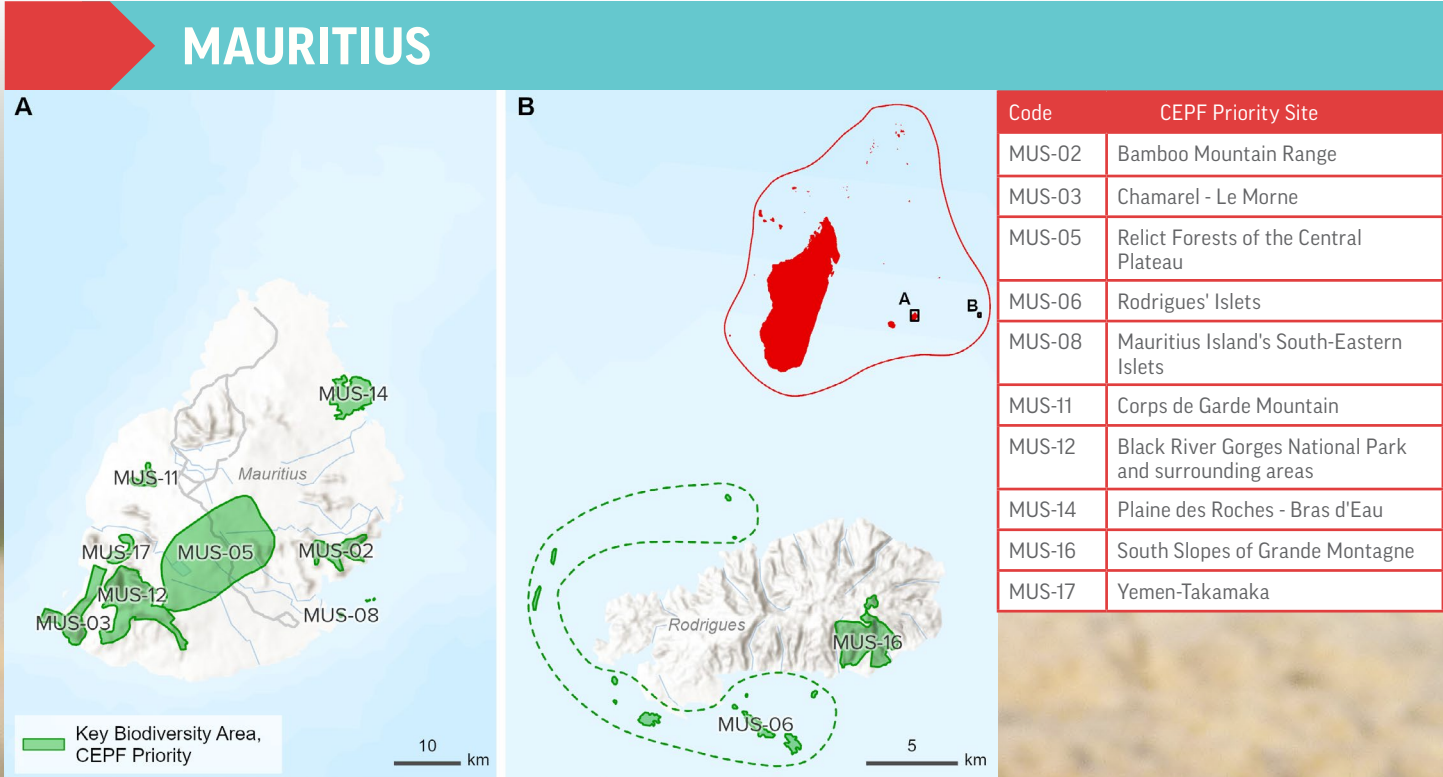 MAURITIUS
A
MUS-14
MUS-11
Mauritius
MUS-17
MUS-05
MUS-02
MUS-12
MUS-08
MUS-03
Key Biodiversity Area,
CEPF Priority
10
km
B
A
B
Rodrigues
MUS-16
MUS-06
5
km
Code CEPF Priority Site
MUS-02 Bamboo Mountain Range
MUS-03 Chamarel - Le Morne
MUS-05 Relict Forests of the Central
Plateau
MUS-06 Rodrigues' Islets
MUS-08 Mauritius Island's South-Eastern
Islets
MUS-11 Corps de Garde Mountain
MUS-12 Black River Gorges National Park
and surrounding areas
MUS-14 Plaine des Roches - Bras d'Eau
MUS-16 South Slopes of Grande Montagne
MUS-17 Yemen-Takamaka